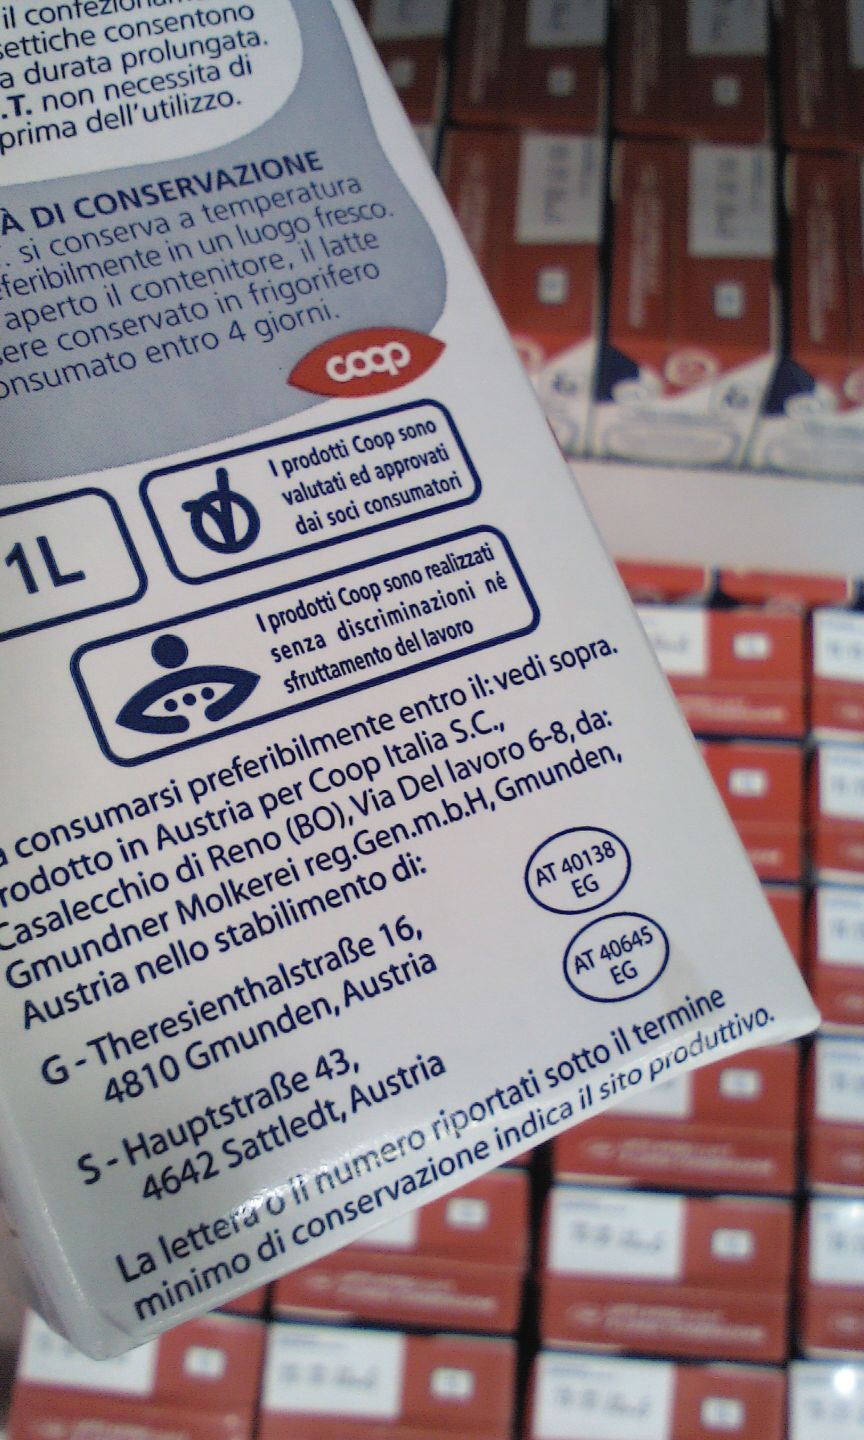 il confezionam
settiche consentono
a durata prolungata.
.T. non necessita di
prima dell'utilizzo.
À DI CONSERVAZIONE
si conserva a temperatura
eferibilmente in un luogo fresco.
aperto il contenitore, il latte
sere conservato in frigorifero
onsumato entro 4 giorni.
coop
1L
I prodotti Coop sono
valutati ed approvati
dai soci consumatori
I prodotti Coop sono realizzati
senza discriminazioni né
sfruttamento del lavoro
a consumarsi preferibilmente entro il: vedi sopra.
rodotto in Austria per Coop Italia S.C.,
Casalecchio di Reno (BO), Via Del lavoro 6-8, da:
Gmundner Molkerei reg.Gen.m.b.H, Gmunden,
Austria nello stabilimento di:
AT 40138
EG
G - Theresienthalstraße 16,
4810 Gmunden, Austria
AT 40645
EG
S - Hauptstraße 43,
4642 Sattledt, Austria
La lettera o il numero riportati sotto il termine
minimo di conservazione indica il sito produttivo.